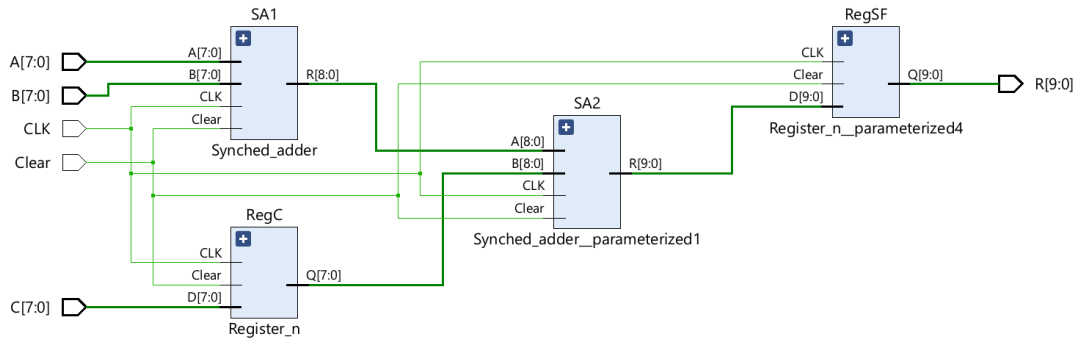 SA1
A[7:0]
B[7:0]
CLK
Clear
R[8:0]
Synched_adder
A[7:0]
B[7:0]
CLK
Clear
RegC
CLK
Clear
D[7:0]
Q[7:0]
Register_n
C[7:0]
SA2
A[8:0]
B[8:0]
CLK
Clear
R[9:0]
Synched_adder__parameterized1
RegSF
CLK
Clear
D[9:0]
Q[9:0]
Register_n__parameterized4
R[9:0]